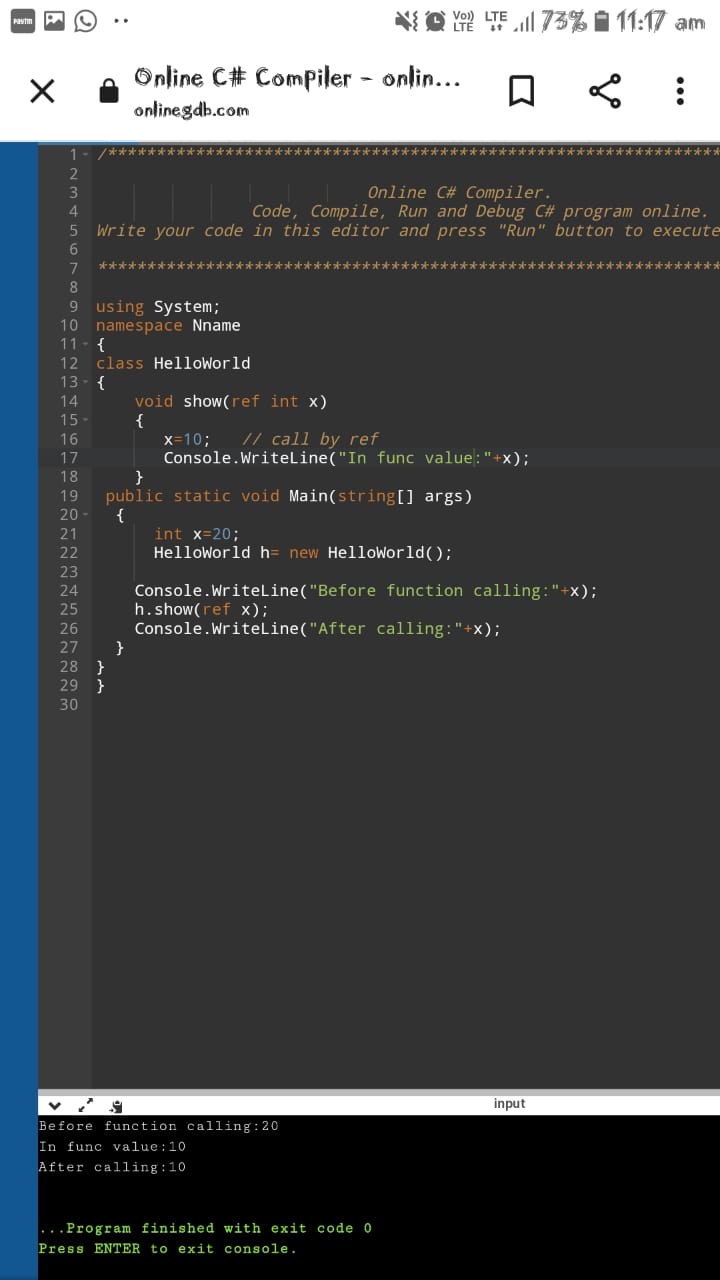 paytm Vo)) LTE LTE 73% 11:17 am
Online C# Compiler - onlin...
onlinegdb.com
1 /******************************************************************
2
3 Online C# Compiler.
4 Code, Compile, Run and Debug C# program online.
5 Write your code in this editor and press "Run" button to execute
6
7 ******************************************************************
8
9 using System;
10 namespace Nname
11 {
12 class HelloWorld
13 {
14 void show(ref int x)
15 {
16 x=10; // call by ref
17 Console.WriteLine("In func value:"+x);
18 }
19 public static void Main(string[] args)
20 {
21 int x=20;
22 HelloWorld h= new HelloWorld();
23
24 Console.WriteLine("Before function calling:"+x);
25 h.show(ref x);
26 Console.WriteLine("After calling:"+x);
27 }
28 }
29 }
30
input
Before function calling:20
In func value:10
After calling:10
...Program finished with exit code 0
Press ENTER to exit console.